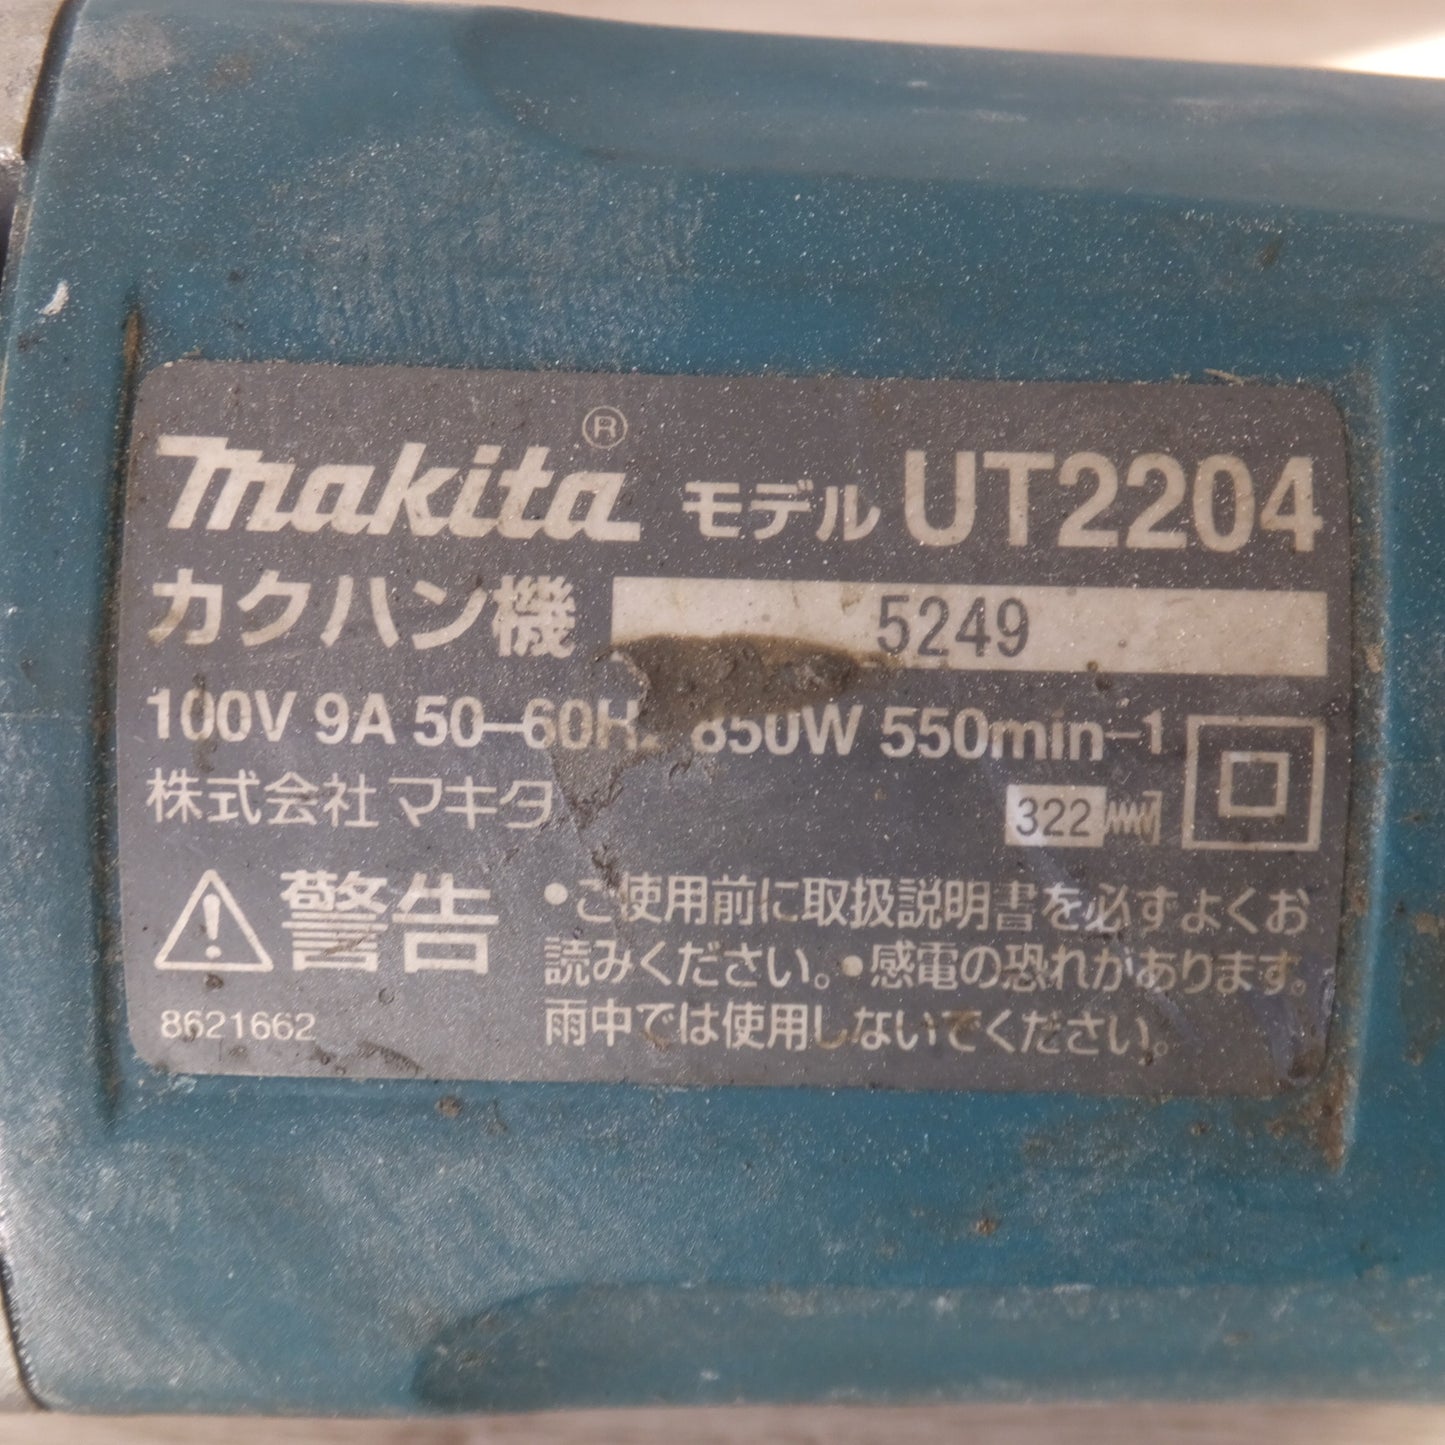 makita® モデル UT2204
カクハン機 5249
100V 9A 50-60Hz 850W 550min-1
株式会社 マキタ 322
警告
8621662
•ご使用前に取扱説明書を必ずよくお
読みください。•感電の恐れがあります。
雨中では使用しないでください。